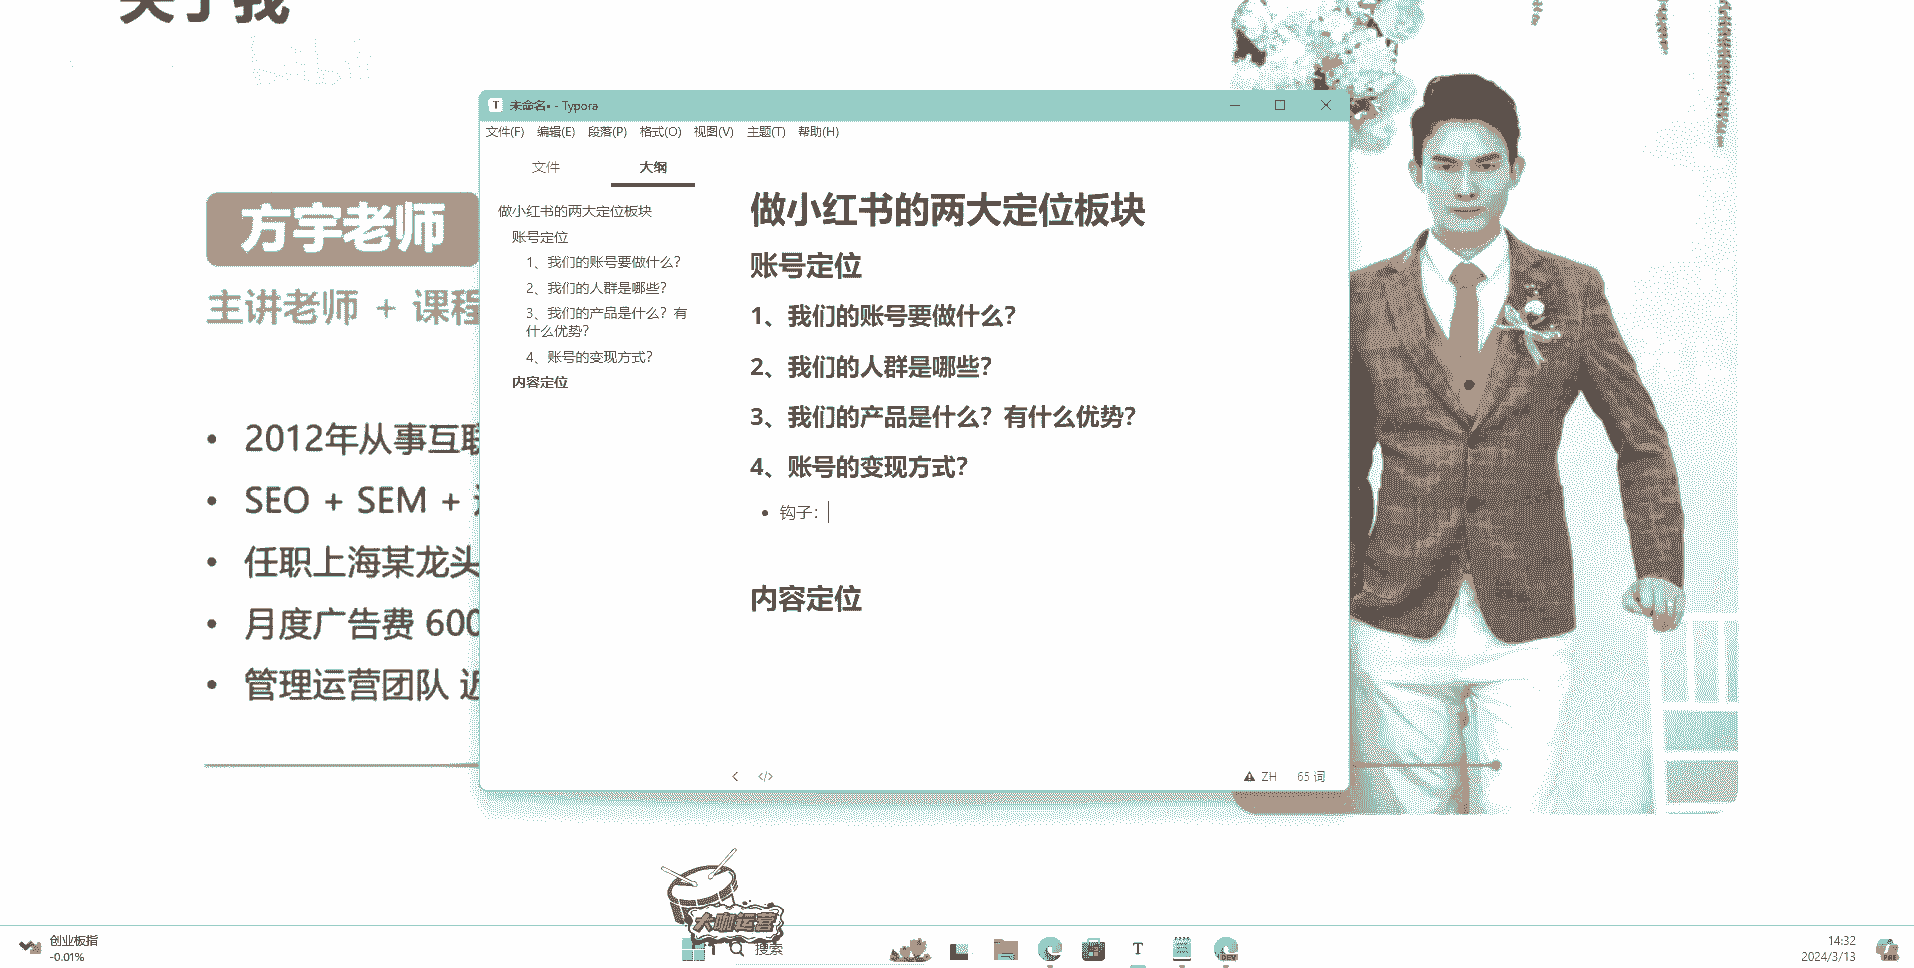 关于我
方宇老师
主讲老师 + 课程
• 2012年从事互联
• SEO + SEM +
• 任职上海某龙头
• 月度广告费 600
• 管理运营团队 近
T 未命名• - Typora
文件(F) 编辑(E) 段落(P) 格式(O) 视图(V) 主题(T) 帮助(H)
文件 大纲
做小红书的两大定位板块
账号定位
1、我们的账号要做什么？
2、我们的人群是哪些？
3、我们的产品是什么？有
什么优势？
4、账号的变现方式？
内容定位
做小红书的两大定位板块
账号定位
1、我们的账号要做什么？
2、我们的人群是哪些？
3、我们的产品是什么？有什么优势？
4、账号的变现方式？
• 钩子：
内容定位
</> ZH 65 词
大咖运营
创业板指
-0.01%
搜索
T
DEV
14:32
2024/3/13
PRE